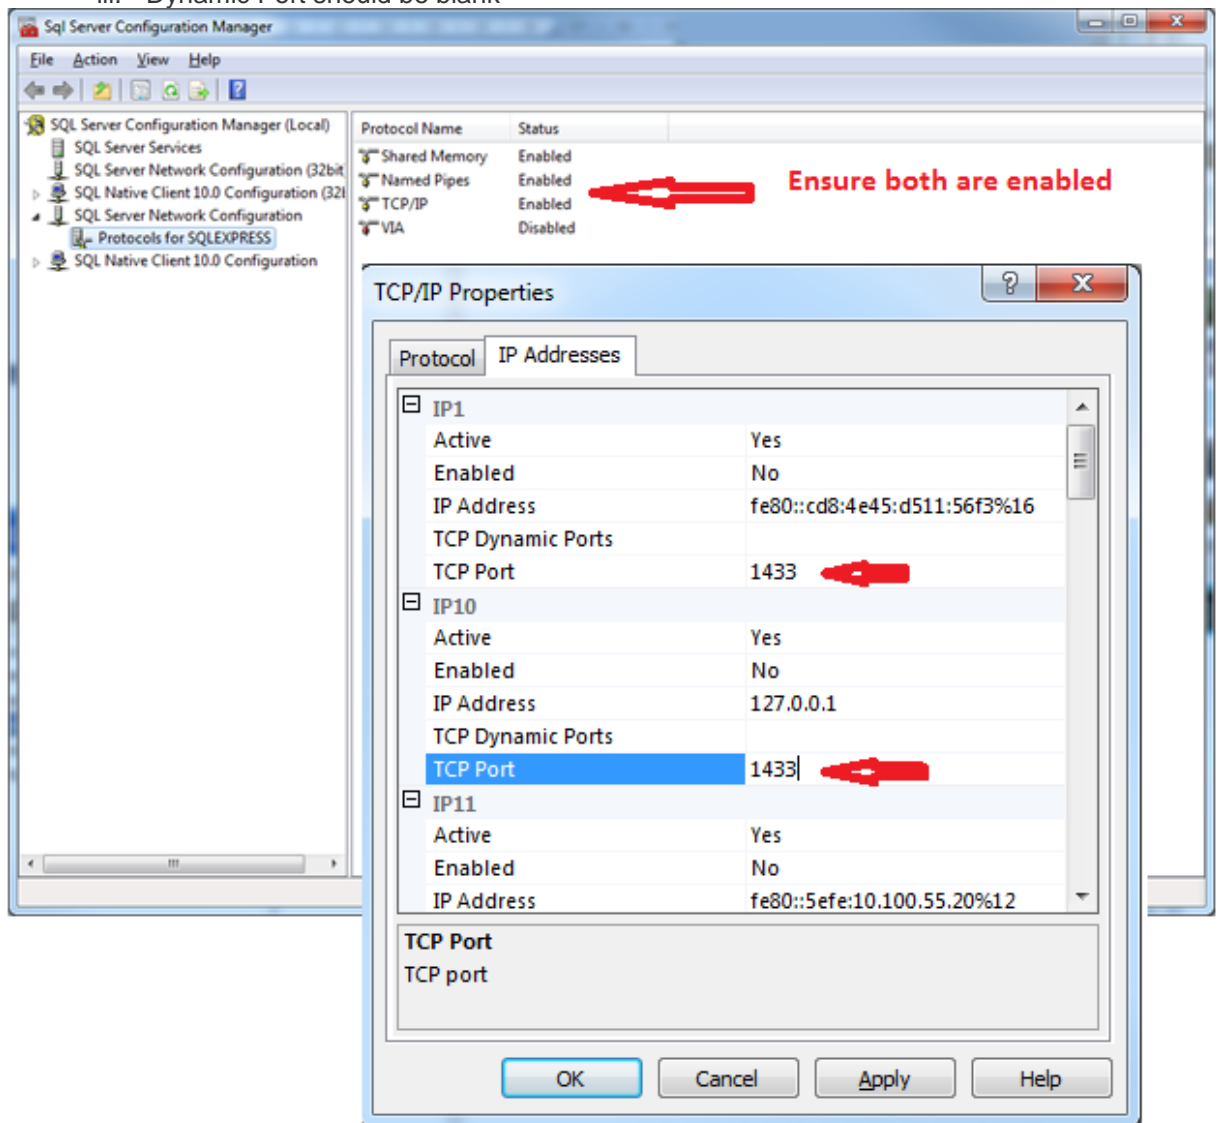 iii. Dynamic Port should be blank
Sql Server Configuration Manager
File Action View Help
SQL Server Configuration Manager (Local)
SQL Server Services
SQL Server Network Configuration (32bit
SQL Native Client 10.0 Configuration (32
SQL Server Network Configuration
Protocols for SQLEXPRESS
SQL Native Client 10.0 Configuration
Protocol Name Status
Shared Memory Enabled
Named Pipes Enabled
TCP/IP Enabled
VIA Disabled
Ensure both are enabled
TCP/IP Properties
Protocol IP Addresses
IP1
Active Yes
Enabled No
IP Address fe80::cd8:4e45:d511:56f3%16
TCP Dynamic Ports
TCP Port 1433
IP10
Active Yes
Enabled No
IP Address 127.0.0.1
TCP Dynamic Ports
TCP Port 1433
IP11
Active Yes
Enabled No
IP Address fe80::5efe:10.100.55.20%12
TCP Port
TCP port
OK Cancel Apply Help